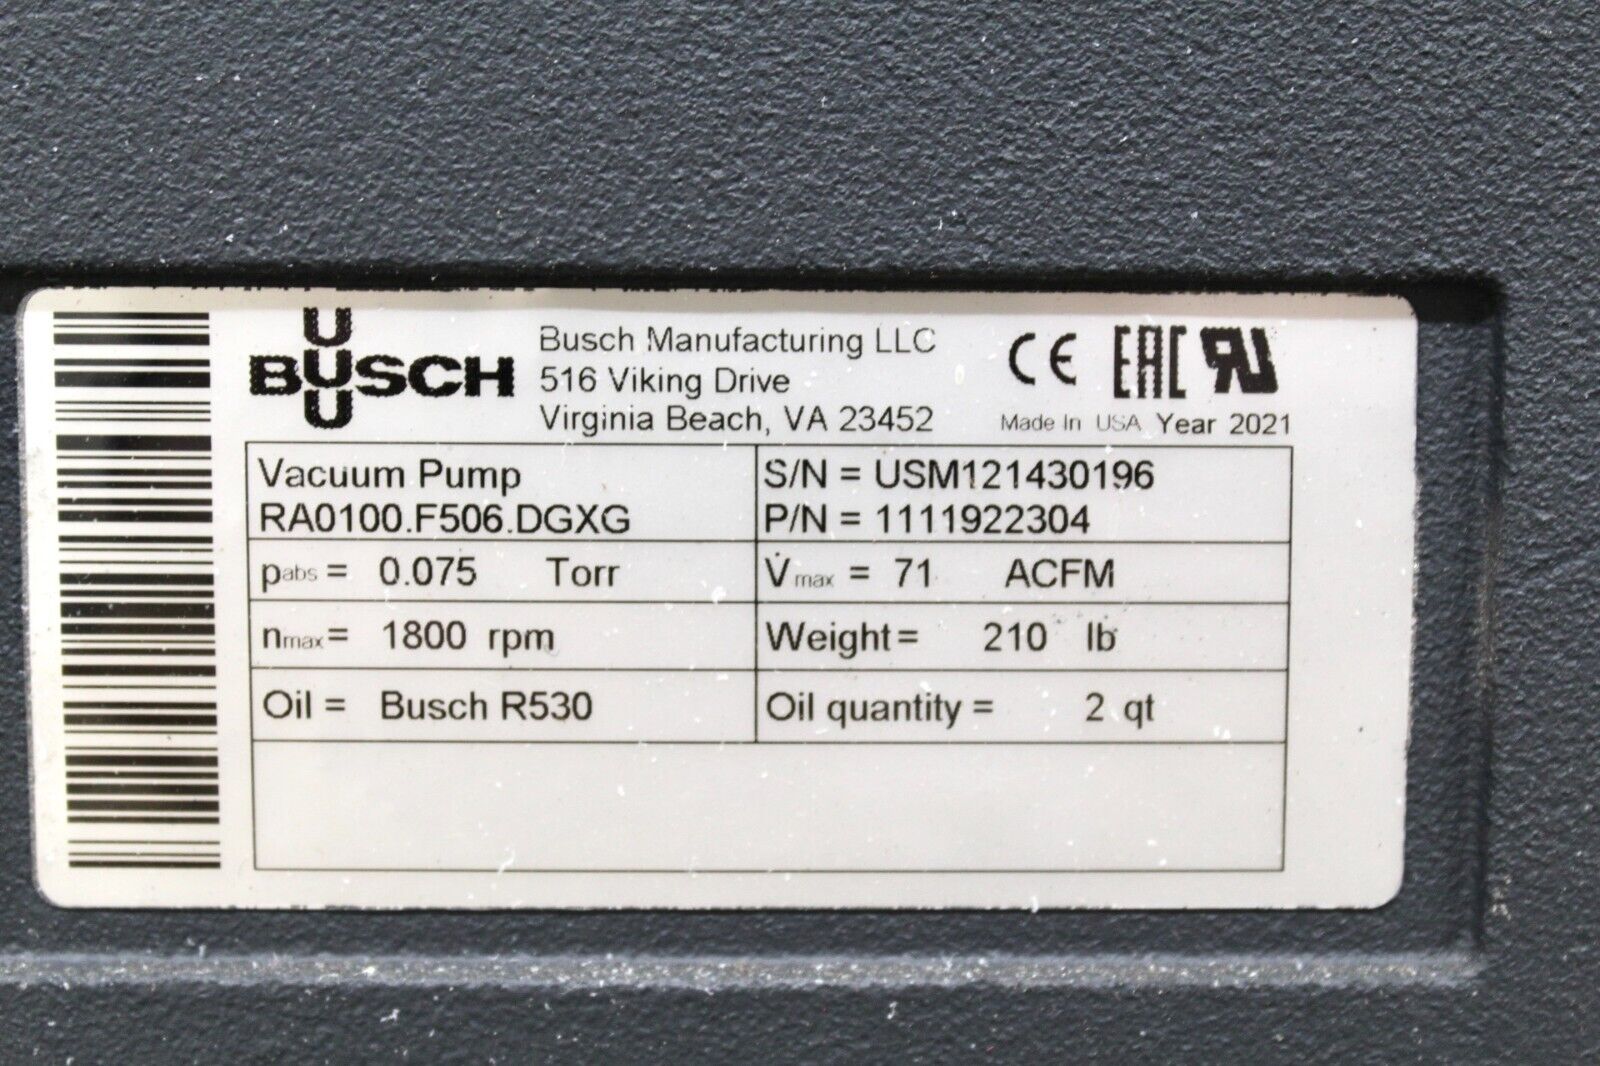 BUSCH
U
U
Busch Manufacturing LLC
516 Viking Drive
Virginia Beach, VA 23452
CE EAC RU
Made In USA Year 2021
Vacuum Pump
RA0100.F506.DGXG
S/N = USM121430196
P/N = 1111922304
pabs = 0.075 Torr
V̇max = 71 ACFM
nmax = 1800 rpm
Weight = 210 lb
Oil = Busch R530
Oil quantity = 2 qt